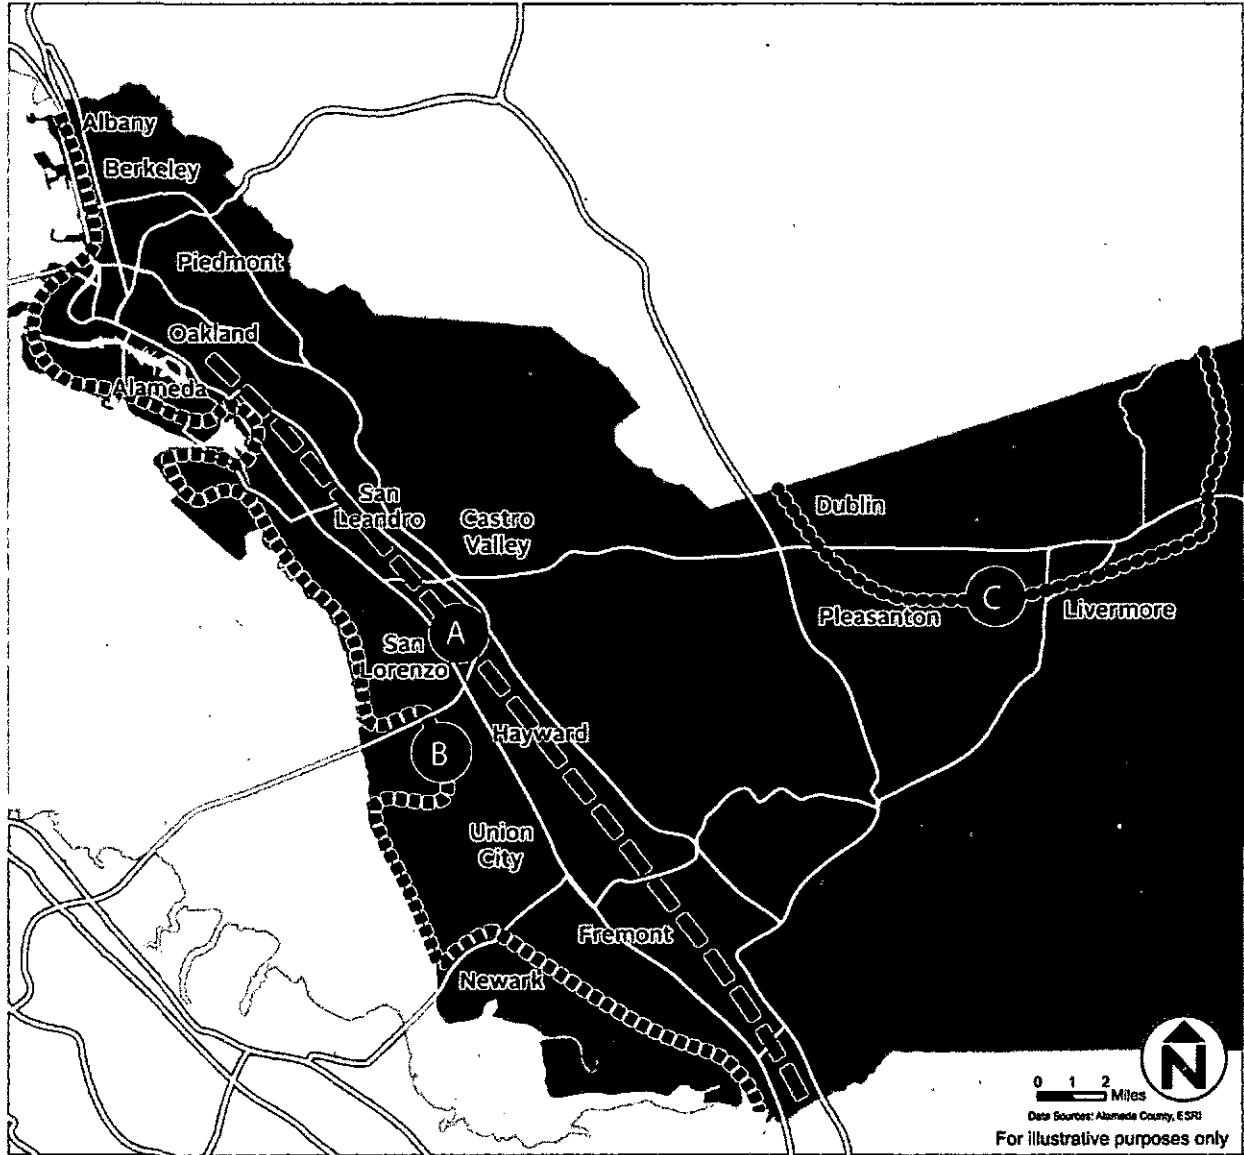 Albany
Berkeley
Piedmont
Oakland
Alameda
San
Leandro
Castro
Valley
Dublin
A
C
San
Lorenzo
Pleasanton
Livermore
Hayward
B
Union
City
Fremont
Newark
N
0 1 2
Miles
Data Sources: Alameda County, ESRI
For illustrative purposes only